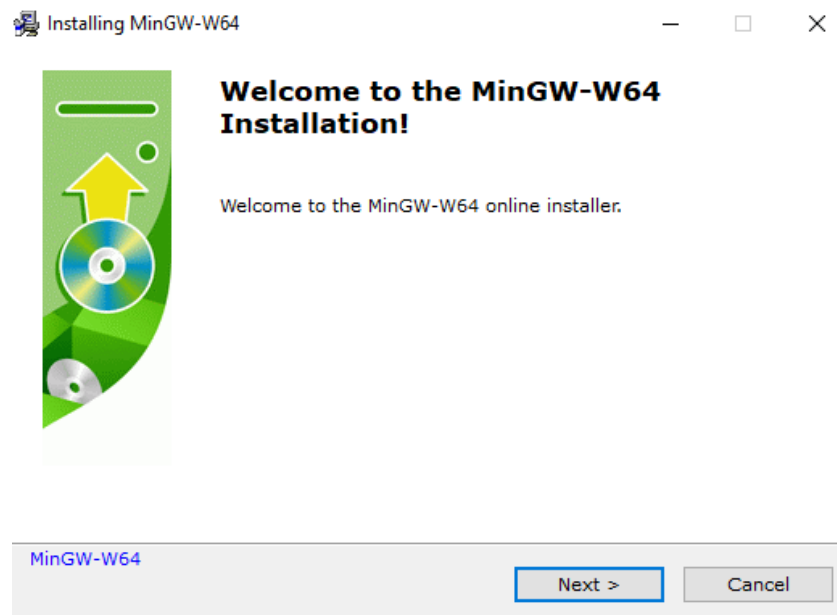 Installing MinGW-W64
Welcome to the MinGW-W64
Installation!
Welcome to the MinGW-W64 online installer.
MinGW-W64
Next >
Cancel